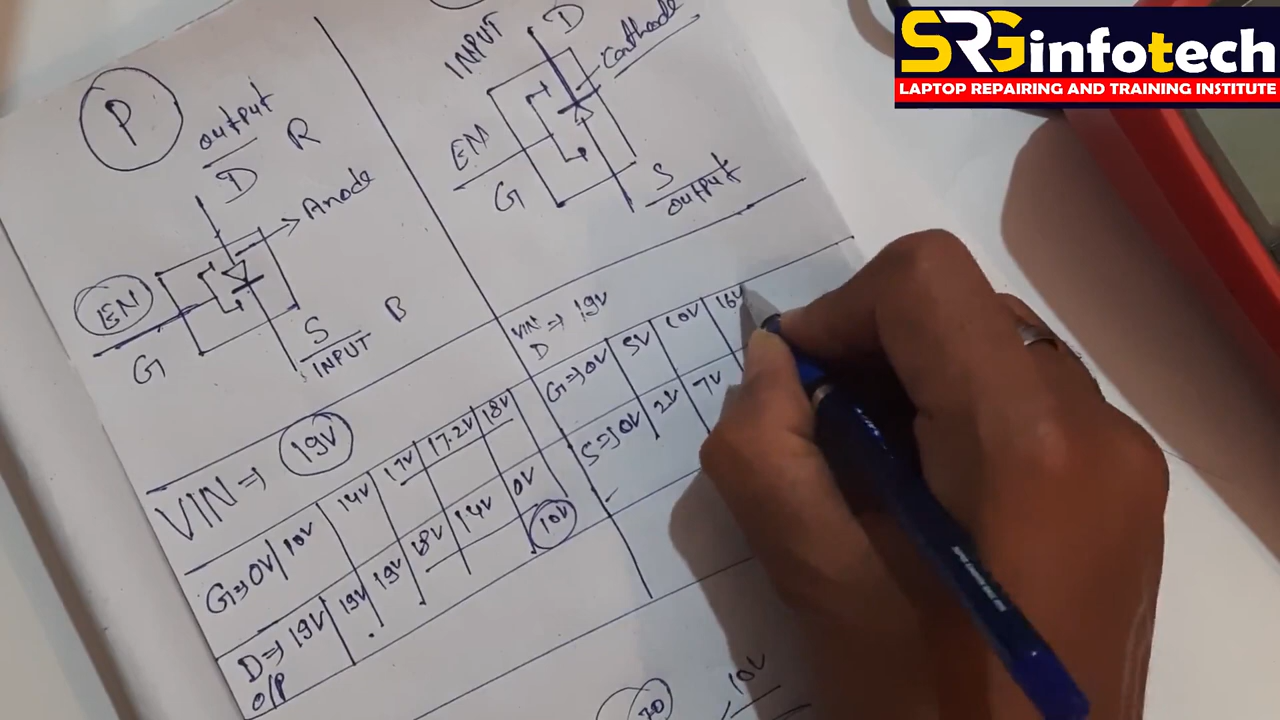 SRGinfotech
LAPTOP REPAIRING AND TRAINING INSTITUTE
P
output
D R
Anode
EN
G
S B
INPUT
INPUT D
Cathode
EN
G
S
output
VIN => 19V
G=>0V/10V 14V 17V 17.2V 18V
D=>19V 19V 19V 18V 14V 0V
O/P
10V
VIN => 19V
D
G=>0V 5V 10V 16V
S=>0V 2V 7V
10V